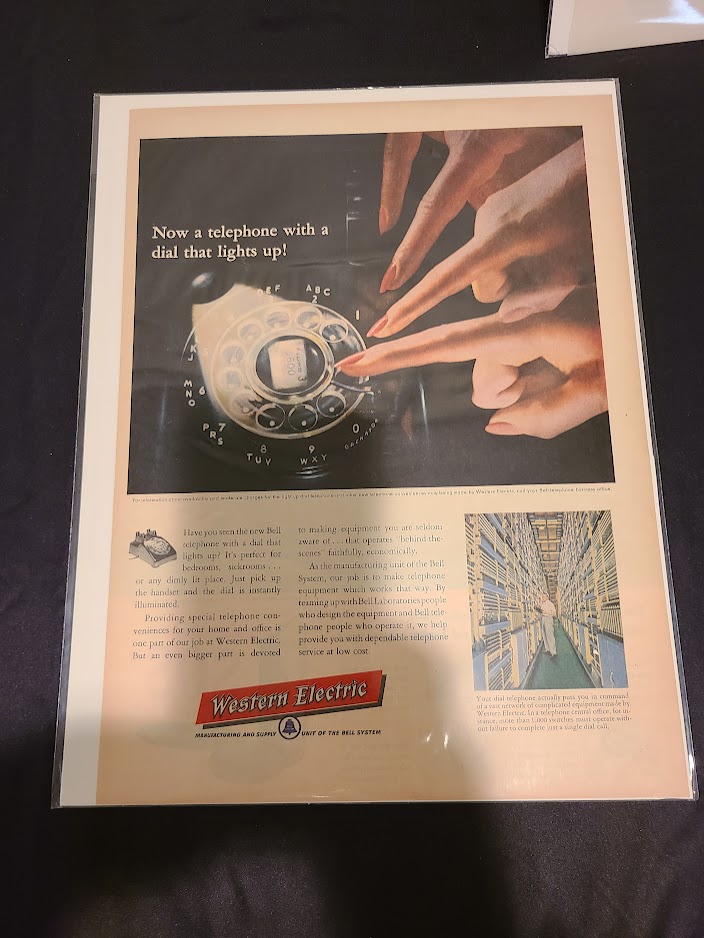 Now a telephone with a
dial that lights up!
ABC
2
1
K
J
MNO
6
PRS
7
TUV
8
WXY
9
0
OPERATOR
Have you seen the new Bell
telephone with a dial that
lights up? It's perfect for
bedrooms, sickrooms . . .
or any dimly lit place. Just pick up
the handset and the dial is instantly
illuminated.
Providing special telephone con-
veniences for your home and office is
one part of our job at Western Electric.
But an even bigger part is devoted
to making equipment you are seldom
aware of . . . that operates "behind-the-
scenes" faithfully, economically.
As the manufacturing unit of the Bell
System, our job is to make telephone
equipment which works that way. By
teaming up with Bell Laboratories people
who design the equipment and Bell tele-
phone people who operate it, we help
provide you with dependable telephone
service at low cost.
Western Electric
MANUFACTURING AND SUPPLY UNIT OF THE BELL SYSTEM
Your dial telephone actually puts you in command
of a vast network of complicated equipment made by
Western Electric. In a telephone central office, for in-
stance, more than 1,000 switches must operate with-
out failure to complete just a single dial call.